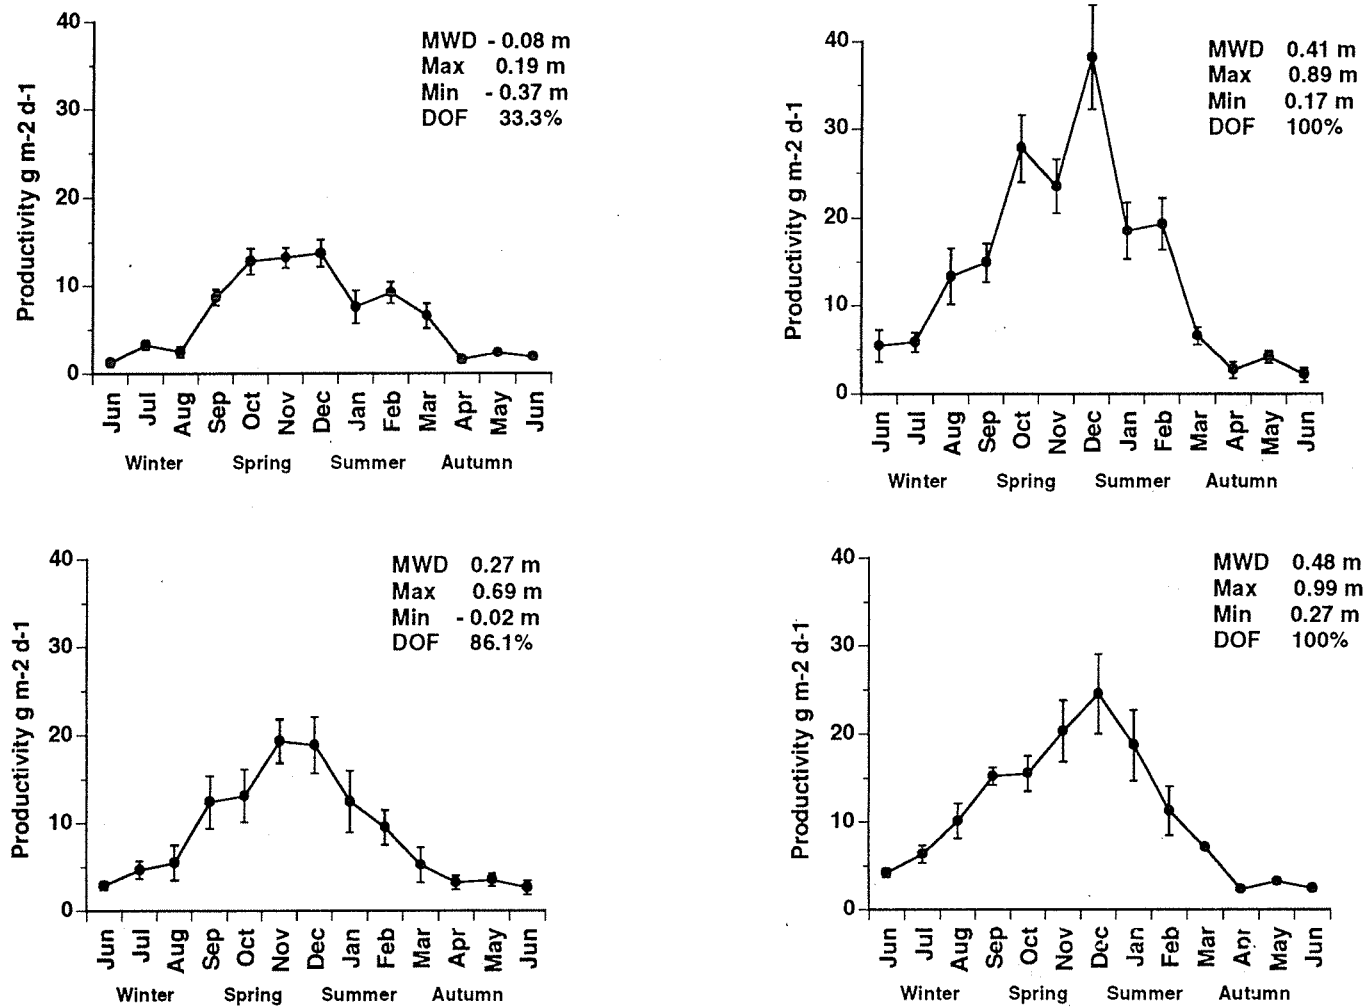 Productivity g m-2 d-1
40
30
20
10
0
MWD - 0.08 m
Max 0.19 m
Min - 0.37 m
DOF 33.3%
Jun Jul Aug Sep Oct Nov Dec Jan Feb Mar Apr May Jun
Winter Spring Summer Autumn
Productivity g m-2 d-1
40
30
20
10
0
MWD 0.41 m
Max 0.89 m
Min 0.17 m
DOF 100%
Jun Jul Aug Sep Oct Nov Dec Jan Feb Mar Apr May Jun
Winter Spring Summer Autumn
Productivity g m-2 d-1
40
30
20
10
0
MWD 0.27 m
Max 0.69 m
Min - 0.02 m
DOF 86.1%
Jun Jul Aug Sep Oct Nov Dec Jan Feb Mar Apr May Jun
Winter Spring Summer Autumn
Productivity g m-2 d-1
40
30
20
10
0
MWD 0.48 m
Max 0.99 m
Min 0.27 m
DOF 100%
Jun Jul Aug Sep Oct Nov Dec Jan Feb Mar Apr May Jun
Winter Spring Summer Autumn